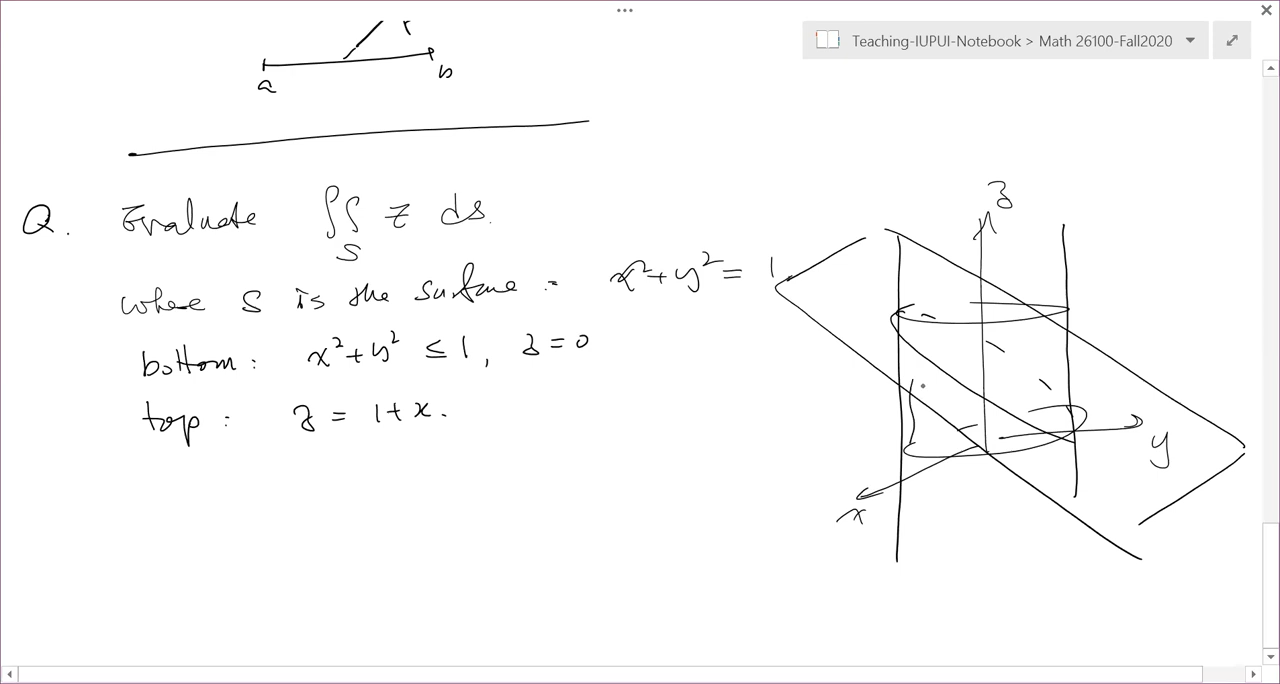 ...
Teaching-IUPUI-Notebook > Math 26100-Fall2020
r
a b
Q. Evaluate ∬ z ds.
S
where S is the surface : x²+y² = 1
bottom : x²+y² ≤ 1, z=0
top : z = 1+x.
z
y
x